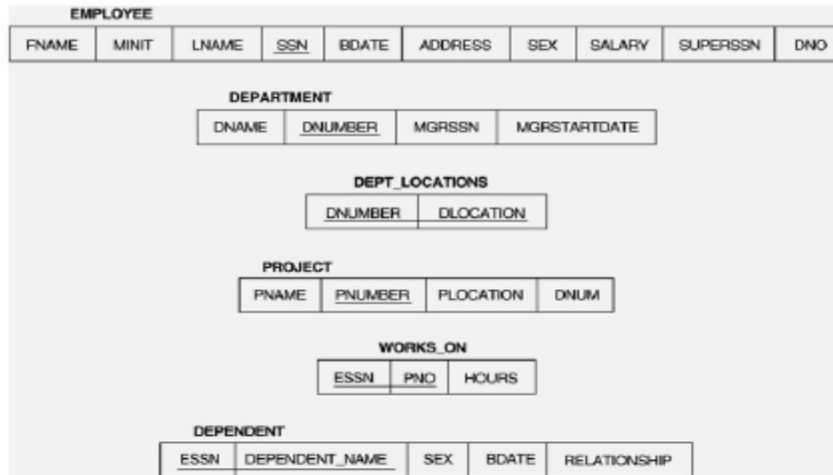 EMPLOYEE
FNAME MINIT LNAME SSN BDATE ADDRESS SEX SALARY SUPERSSN DNO
DEPARTMENT
DNAME DNUMBER MGRSSN MGRSTARTDATE
DEPT_LOCATIONS
DNUMBER DLOCATION
PROJECT
PNAME PNUMBER PLOCATION DNUM
WORKS_ON
ESSN PNO HOURS
DEPENDENT
ESSN DEPENDENT_NAME SEX BDATE RELATIONSHIP